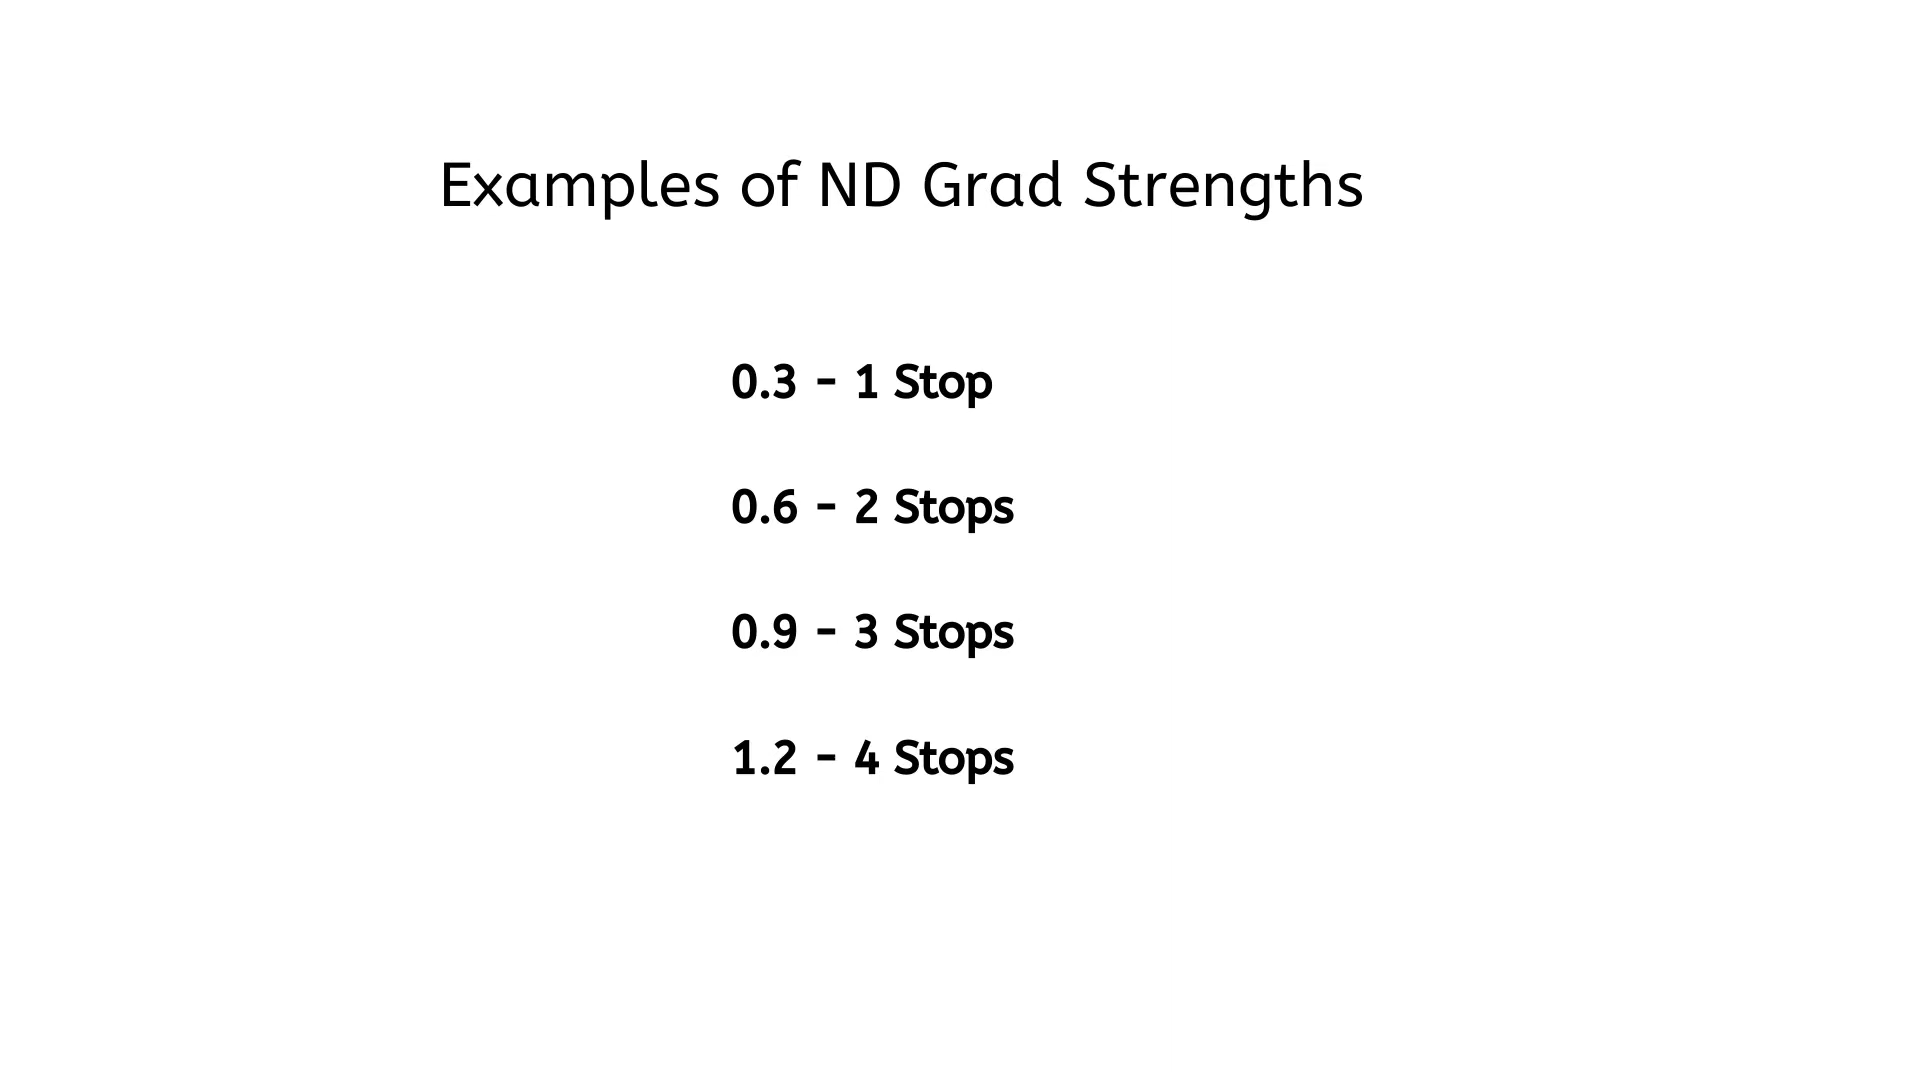 Examples of ND Grad Strengths
0.3 - 1 Stop
0.6 - 2 Stops
0.9 - 3 Stops
1.2 - 4 Stops